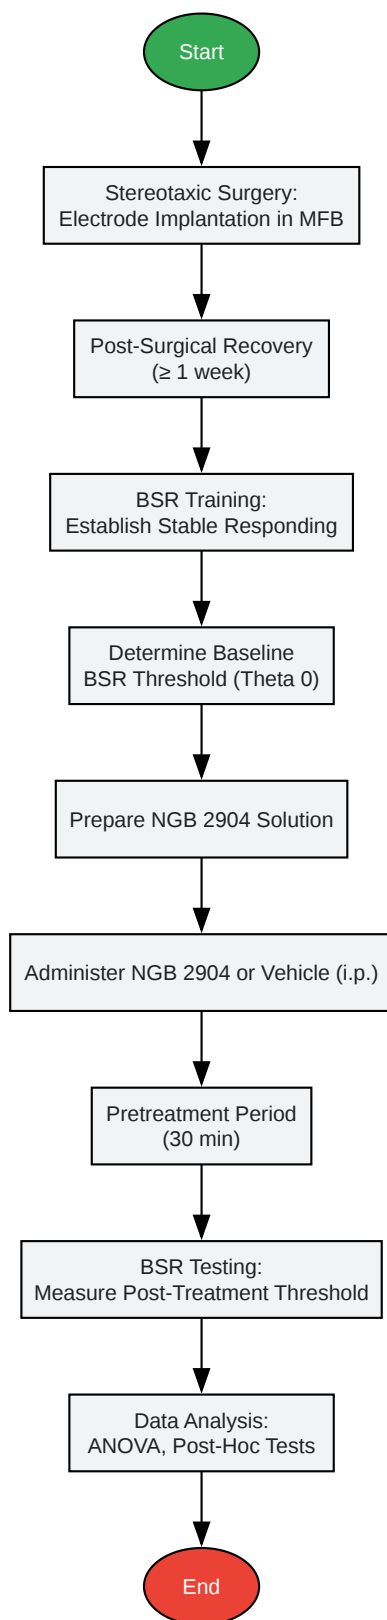 Start
Stereotaxic Surgery:
Electrode Implantation in MFB
Post-Surgical Recovery
(≥ 1 week)
BSR Training:
Establish Stable Responding
Determine Baseline
BSR Threshold (Theta 0)
Prepare NGB 2904 Solution
Administer NGB 2904 or Vehicle (i.p.)
Pretreatment Period
(30 min)
BSR Testing:
Measure Post-Treatment Threshold
Data Analysis:
ANOVA, Post-Hoc Tests
End